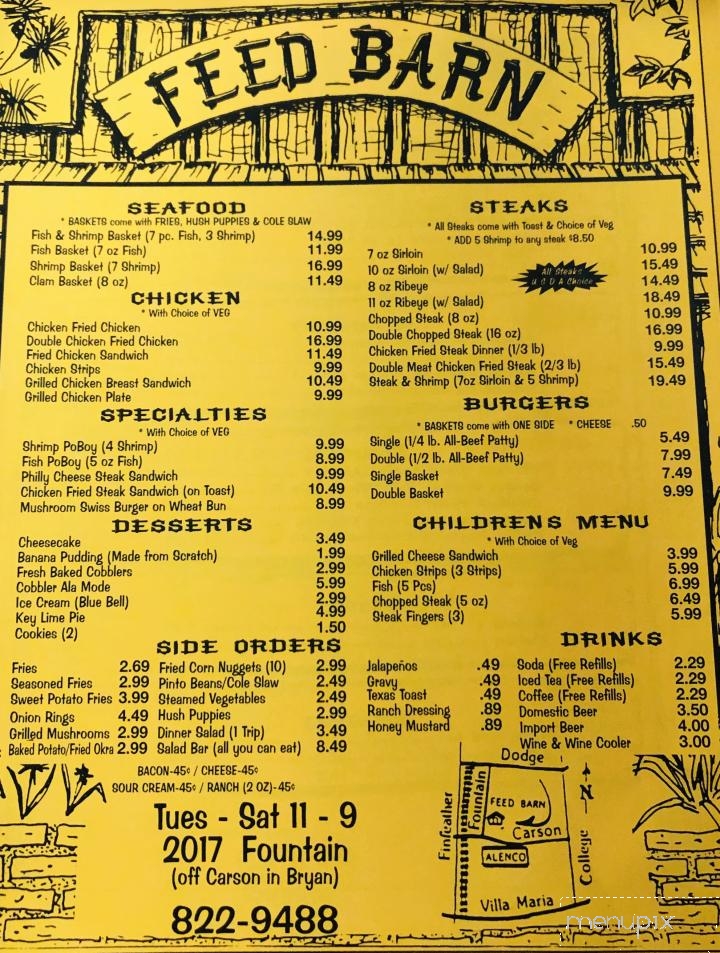 FEED BARN
SEAFOOD
* BASKETS come with FRIES, HUSH PUPPIES & COLE SLAW
Fish & Shrimp Basket (7 pc. Fish, 3 Shrimp) 14.99
Fish Basket (7 oz Fish) 11.99
Shrimp Basket (7 Shrimp) 16.99
Clam Basket (8 oz) 11.49
CHICKEN
* With Choice of VEG
Chicken Fried Chicken 10.99
Double Chicken Fried Chicken 16.99
Fried Chicken Sandwich 11.49
Chicken Strips 9.99
Grilled Chicken Breast Sandwich 10.49
Grilled Chicken Plate 9.99
SPECIALTIES
* With Choice of VEG
Shrimp PoBoy (4 Shrimp) 9.99
Fish PoBoy (5 oz Fish) 8.99
Philly Cheese Steak Sandwich 9.99
Chicken Fried Steak Sandwich (on Toast) 10.49
Mushroom Swiss Burger on Wheat Bun 8.99
DESSERTS
Cheesecake 3.49
Banana Pudding (Made from Scratch) 1.99
Fresh Baked Cobblers 2.99
Cobbler Ala Mode 5.99
Ice Cream (Blue Bell) 2.99
Key Lime Pie 4.99
Cookies (2) 1.50
STEAKS
* All Steaks come with Toast & Choice of Veg
* ADD 5 Shrimp to any steak $8.50
7 oz Sirloin 10.99
10 oz Sirloin (w/ Salad) 15.49
8 oz Ribeye 14.49
11 oz Ribeye (w/ Salad) 18.49
Chopped Steak (8 oz) 10.99
Double Chopped Steak (16 oz) 16.99
Chicken Fried Steak Dinner (1/3 lb) 9.99
Double Meat Chicken Fried Steak (2/3 lb) 15.49
Steak & Shrimp (7oz Sirloin & 5 Shrimp) 19.49
All Steaks
U S D A Choice
BURGERS
* BASKETS come with ONE SIDE * CHEESE .50
Single (1/4 lb. All-Beef Patty) 5.49
Double (1/2 lb. All-Beef Patty) 7.99
Single Basket 7.49
Double Basket 9.99
CHILDRENS MENU
* With Choice of Veg
Grilled Cheese Sandwich 3.99
Chicken Strips (3 Strips) 5.99
Fish (5 Pcs) 6.99
Chopped Steak (5 oz) 6.49
Steak Fingers (3) 5.99
SIDE ORDERS
Fries 2.69
Seasoned Fries 2.99
Sweet Potato Fries 3.99
Onion Rings 4.49
Grilled Mushrooms 2.99
Baked Potato/Fried Okra 2.99
Fried Corn Nuggets (10) 2.99
Pinto Beans/Cole Slaw 2.49
Steamed Vegetables 2.49
Hush Puppies 2.99
Dinner Salad (1 Trip) 3.49
Salad Bar (all you can eat) 8.49
Jalapeños .49
Gravy .49
Texas Toast .49
Ranch Dressing .89
Honey Mustard .89
DRINKS
Soda (Free Refills) 2.29
Iced Tea (Free Refills) 2.29
Coffee (Free Refills) 2.29
Domestic Beer 3.50
Import Beer 4.00
Wine & Wine Cooler 3.00
BACON-45¢ / CHEESE-45¢
SOUR CREAM-45¢ / RANCH (2 OZ)-45¢
Tues - Sat 11 - 9
2017 Fountain
(off Carson in Bryan)
822-9488
Dodge
Finfeather
Fountain
FEED BARN
Carson
ALENCO
College
N
Villa Maria
menupix